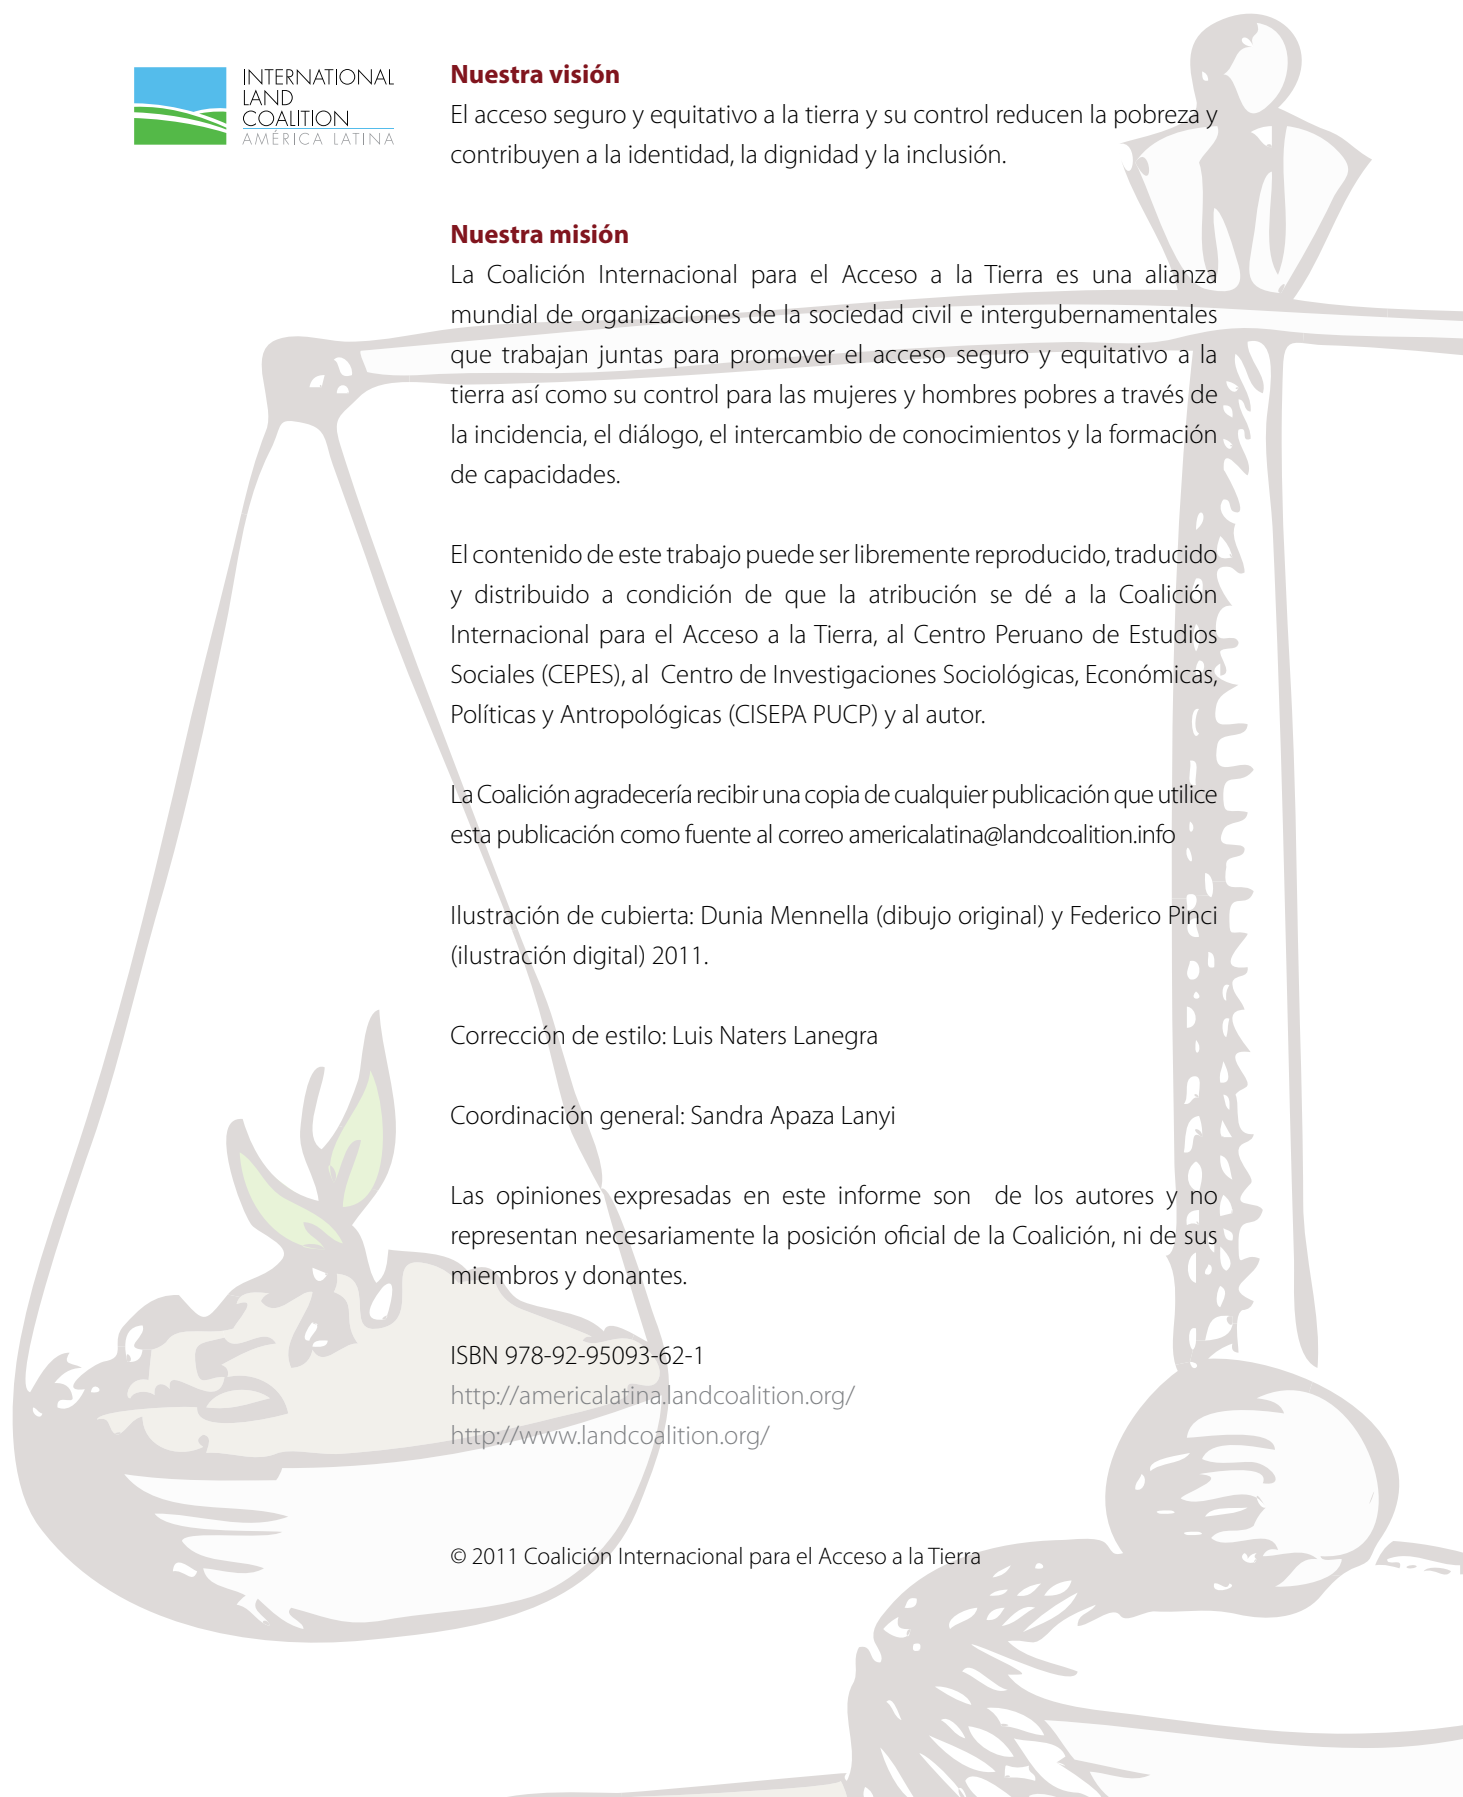 INTERNATIONAL
LAND
COALITION
AMÉRICA LATINA
Nuestra visión
El acceso seguro y equitativo a la tierra y su control reducen la pobreza y
contribuyen a la identidad, la dignidad y la inclusión.
Nuestra misión
La Coalición Internacional para el Acceso a la Tierra es una alianza
mundial de organizaciones de la sociedad civil e intergubernamentales
que trabajan juntas para promover el acceso seguro y equitativo a la
tierra así como su control para las mujeres y hombres pobres a través de
la incidencia, el diálogo, el intercambio de conocimientos y la formación
de capacidades.
El contenido de este trabajo puede ser libremente reproducido, traducido
y distribuido a condición de que la atribución se dé a la Coalición
Internacional para el Acceso a la Tierra, al Centro Peruano de Estudios
Sociales (CEPES), al Centro de Investigaciones Sociológicas, Económicas,
Políticas y Antropológicas (CISEPA PUCP) y al autor.
La Coalición agradecería recibir una copia de cualquier publicación que utilice
esta publicación como fuente al correo americalatina@landcoalition.info
Ilustración de cubierta: Dunia Mennella (dibujo original) y Federico Pinci
(ilustración digital) 2011.
Corrección de estilo: Luis Naters Lanegra
Coordinación general: Sandra Apaza Lanyi
Las opiniones expresadas en este informe son de los autores y no
representan necesariamente la posición oficial de la Coalición, ni de sus
miembros y donantes.
ISBN 978-92-95093-62-1
http://americalatina.landcoalition.org/
http://www.landcoalition.org/
© 2011 Coalición Internacional para el Acceso a la Tierra